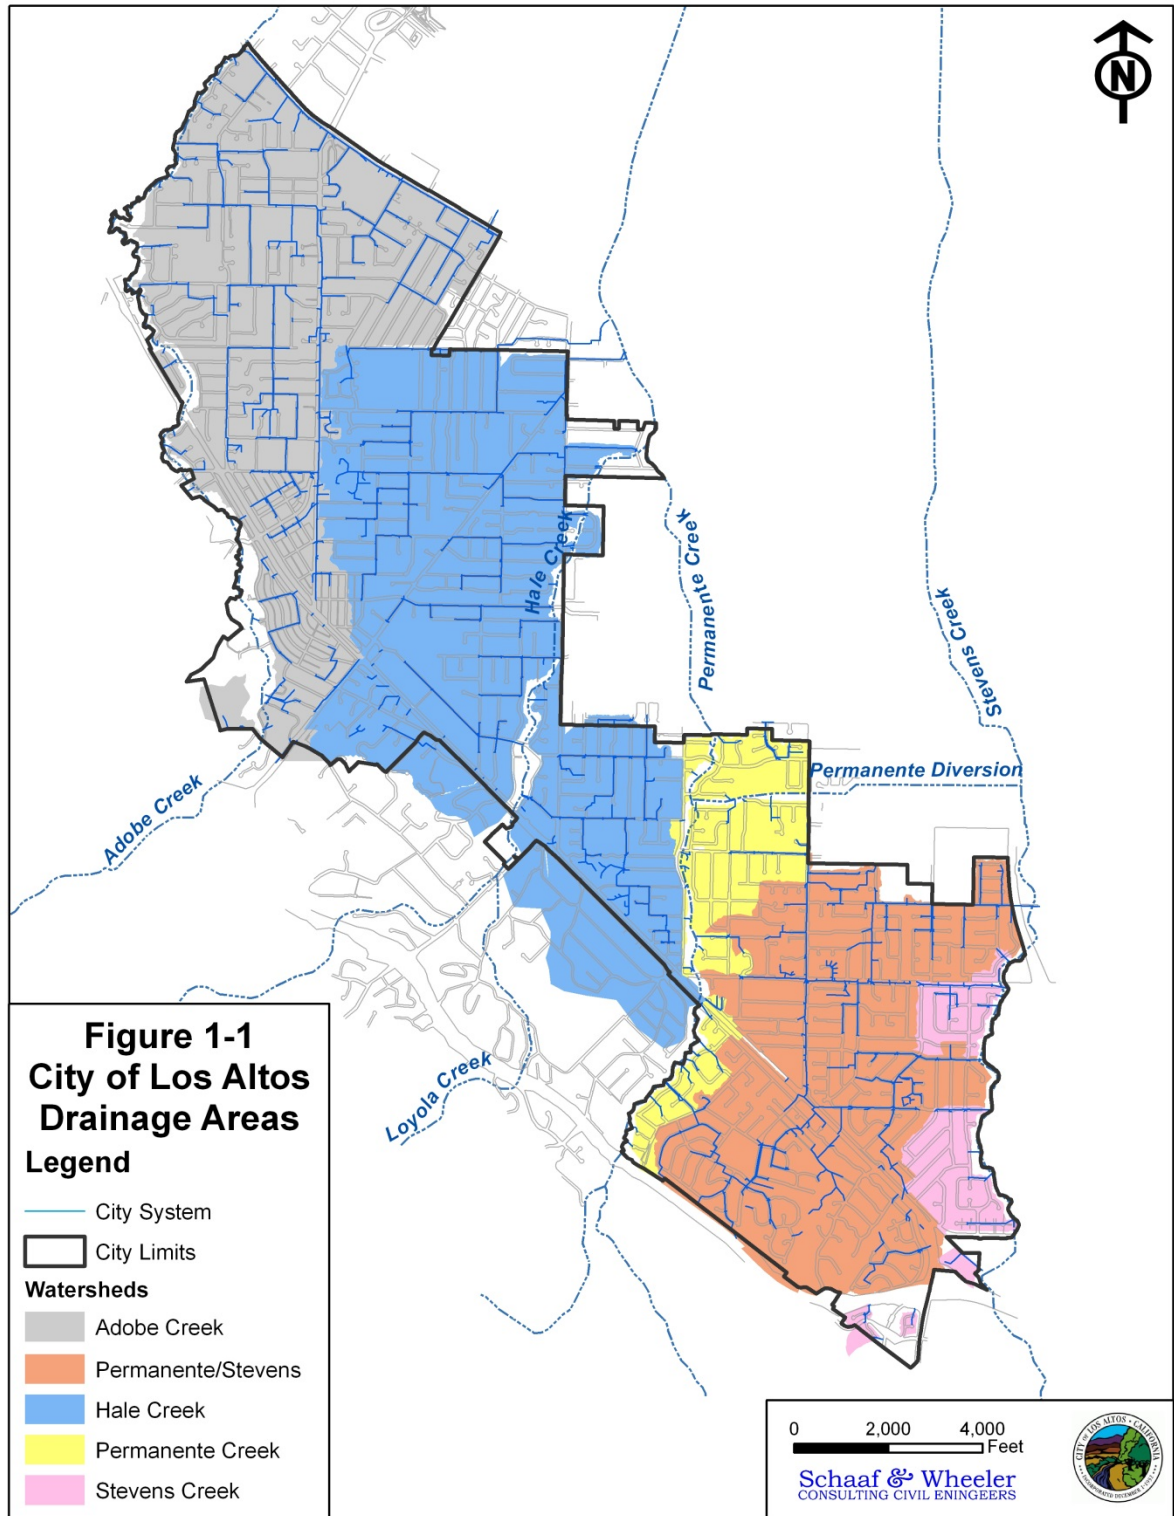 N
Hale Creek
Permanente Creek
Stevens Creek
Permanente Diversion
Adobe Creek
Loyola Creek
Figure 1-1
City of Los Altos
Drainage Areas
Legend
City System
City Limits
Watersheds
Adobe Creek
Permanente/Stevens
Hale Creek
Permanente Creek
Stevens Creek
0 2,000 4,000
Feet
Schaaf & Wheeler
CONSULTING CIVIL ENINGEERS
CITY OF LOS ALTOS • CALIFORNIA